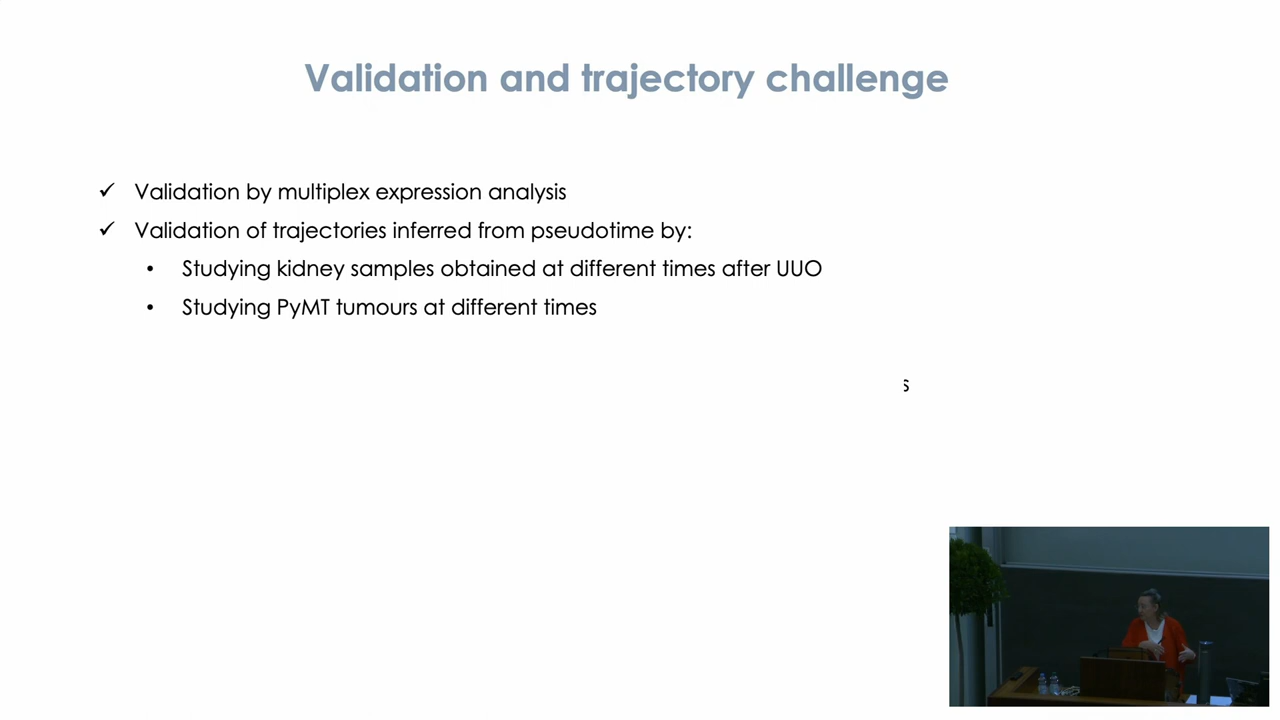 Validation and trajectory challenge
✓ Validation by multiplex expression analysis
✓ Validation of trajectories inferred from pseudotime by:
• Studying kidney samples obtained at different times after UUO
• Studying PyMT tumours at different times
s